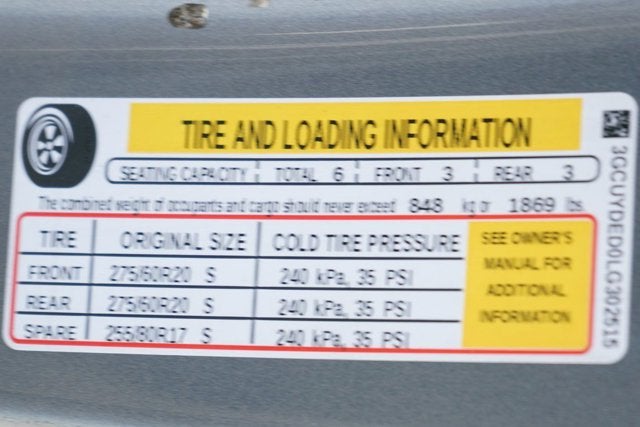 TIRE AND LOADING INFORMATION
SEATING CAPACITY TOTAL 6 FRONT 3 REAR 3
The combined weight of occupants and cargo should never exceed 848 kg or 1869 lbs.
TIRE ORIGINAL SIZE COLD TIRE PRESSURE
FRONT 275/60R20 S 240 kPa, 35 PSI
REAR 275/60R20 S 240 kPa, 35 PSI
SPARE 255/80R17 S 240 kPa, 35 PSI
SEE OWNER'S
MANUAL FOR
ADDITIONAL
INFORMATION
3GCUYDED0LG302615